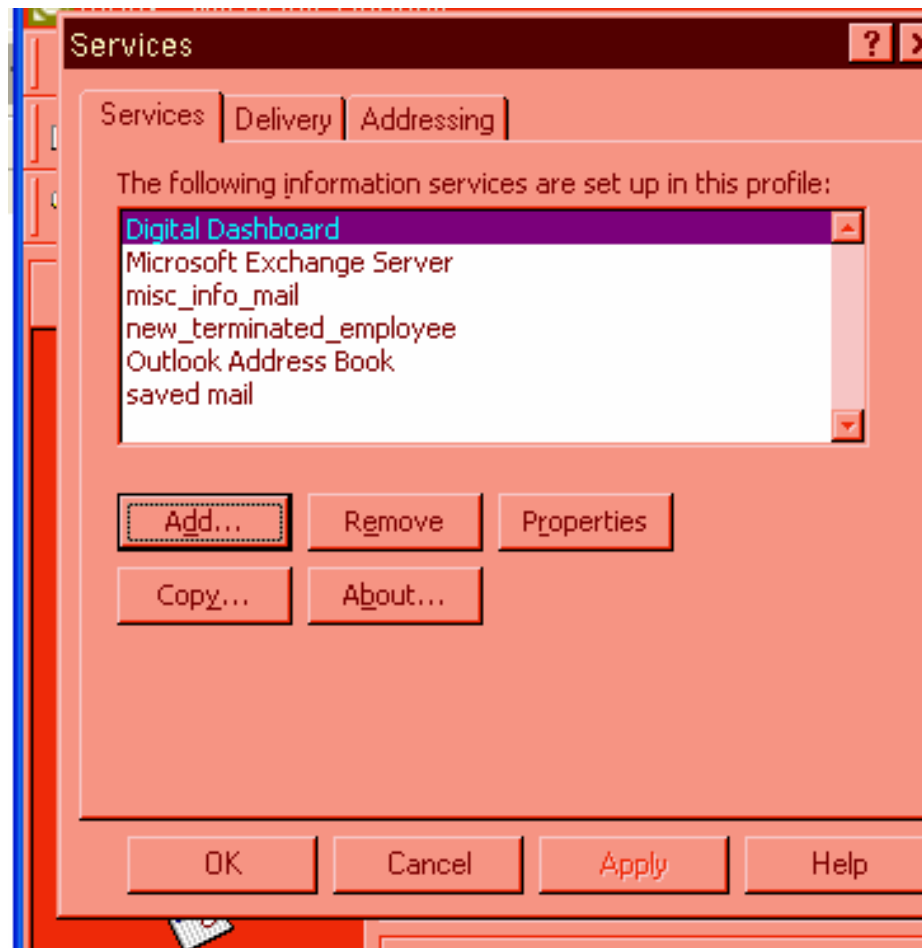 Services
Services Delivery Addressing
The following information services are set up in this profile:
Digital Dashboard
Microsoft Exchange Server
misc_info_mail
new_terminated_employee
Outlook Address Book
saved mail
Add... Remove Properties
Copy... About...
OK Cancel Apply Help